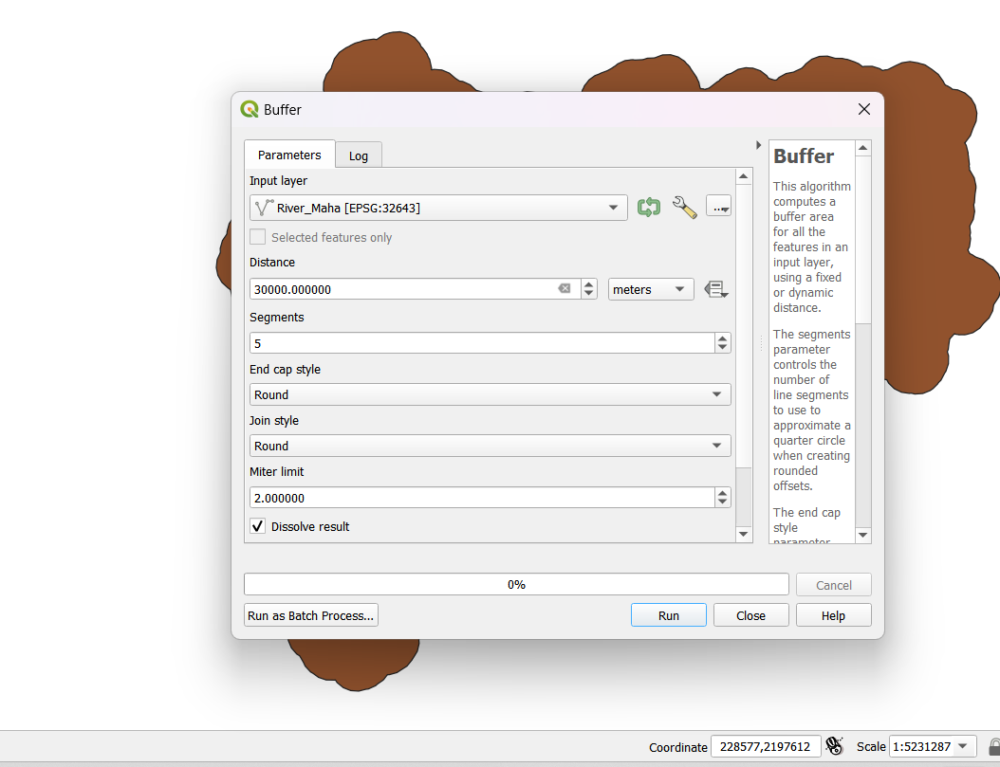 Buffer
Parameters
Log
Input layer
River_Maha [EPSG:32643]
...
Selected features only
Distance
30000.000000
meters
Segments
5
End cap style
Round
Join style
Round
Miter limit
2.000000
Dissolve result
Buffer
This algorithm
computes a
buffer area
for all the
features in an
input layer,
using a fixed
or dynamic
distance.
The segments
parameter
controls the
number of
line segments
to use to
approximate a
quarter circle
when creating
rounded
offsets.
The end cap
style
parameter
0%
Cancel
Run as Batch Process...
Run
Close
Help
Coordinate
228577,2197612
Scale
1:5231287